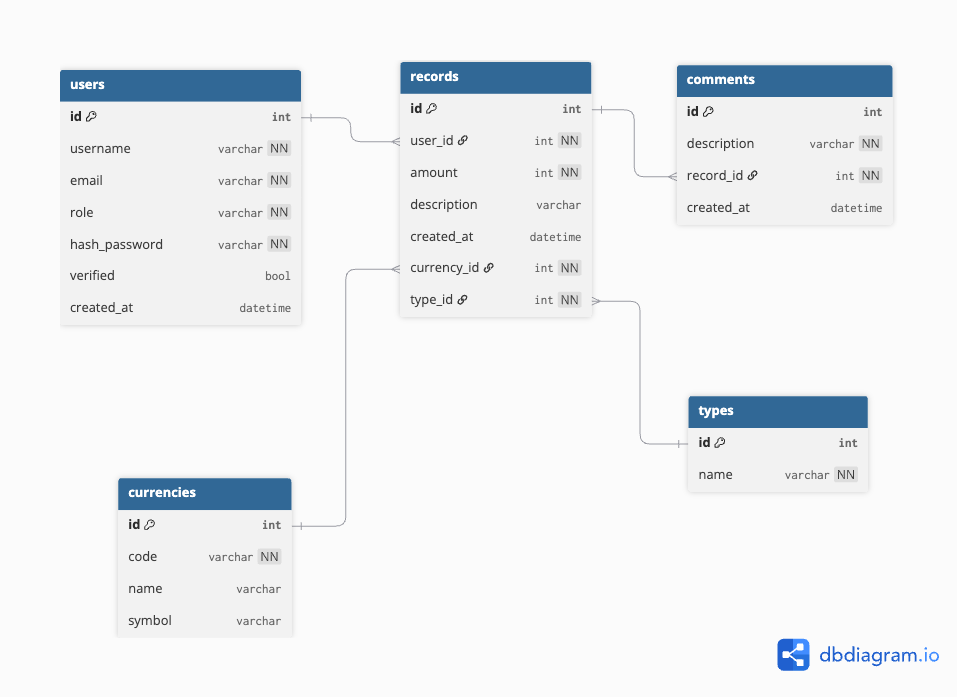 users
id int
username varchar NN
email varchar NN
role varchar NN
hash_password varchar NN
verified bool
created_at datetime
records
id int
user_id int NN
amount int NN
description varchar
created_at datetime
currency_id int NN
type_id int NN
comments
id int
description varchar NN
record_id int NN
created_at datetime
types
id int
name varchar NN
currencies
id int
code varchar NN
name varchar
symbol varchar
dbdiagram.io